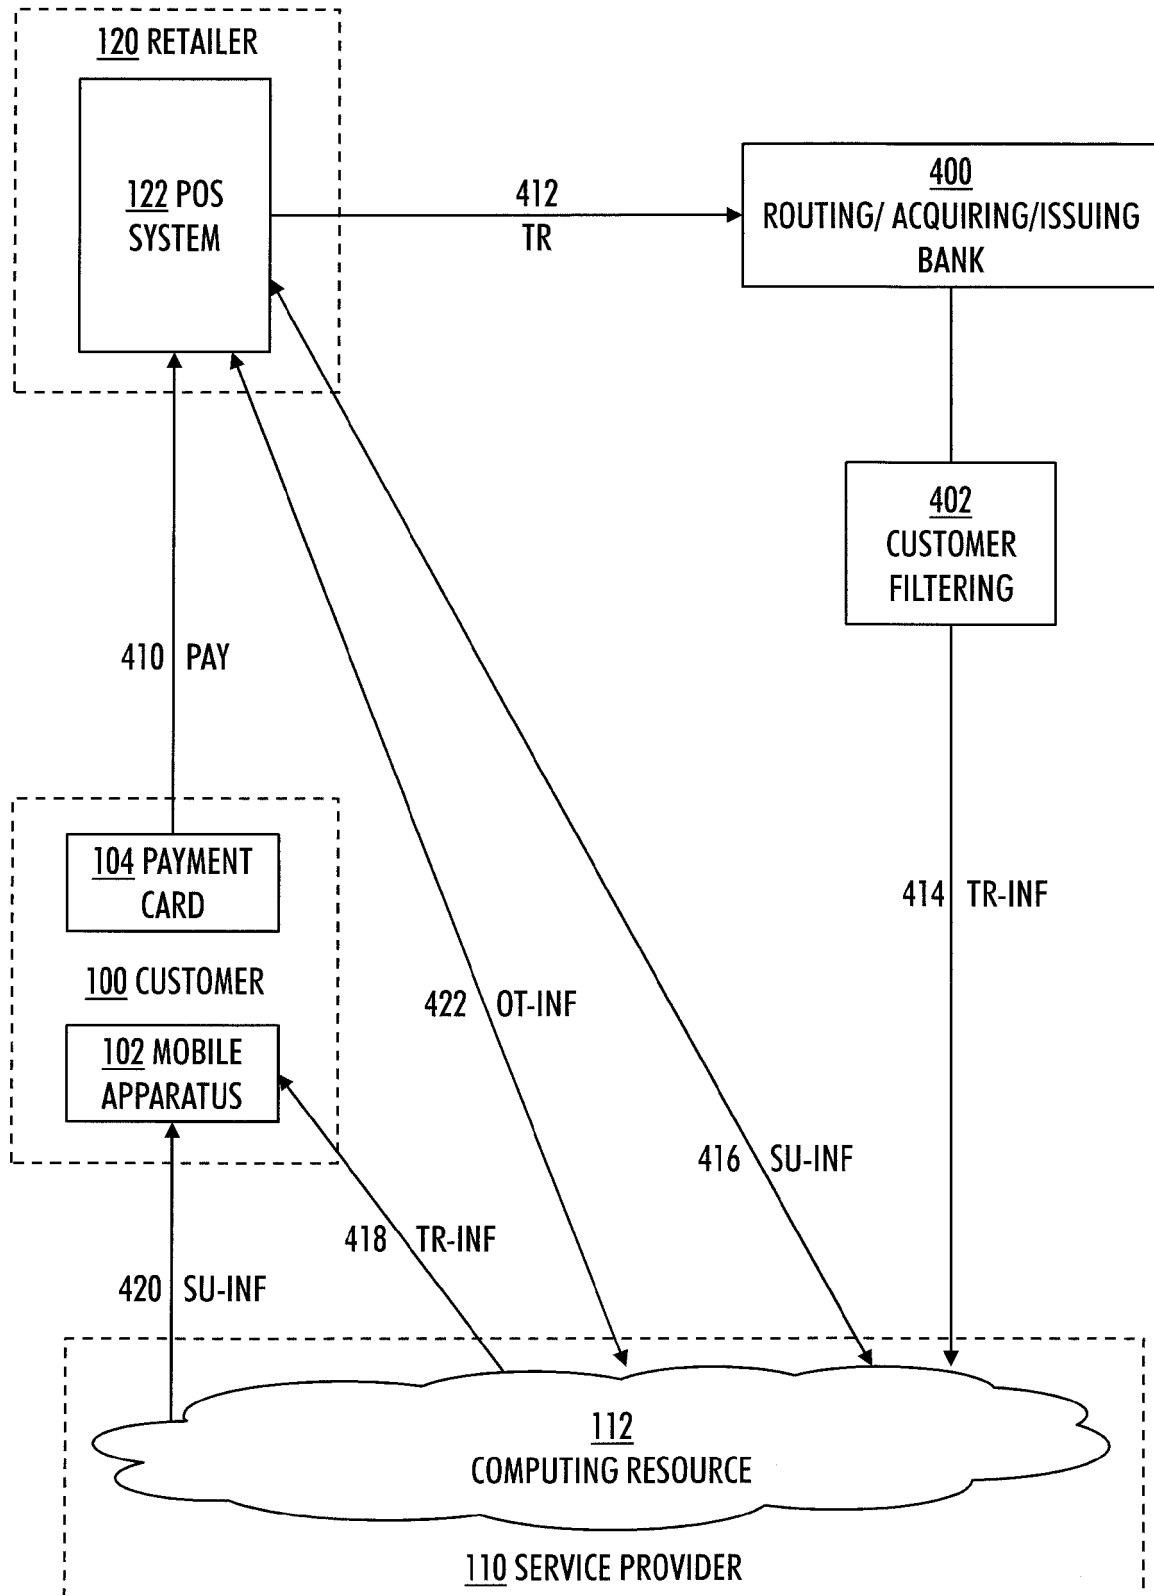 120 RETAILER
122 POS
SYSTEM
412
TR
400
ROUTING/ ACQUIRING/ISSUING
BANK
402
CUSTOMER
FILTERING
410 PAY
104 PAYMENT
CARD
100 CUSTOMER
102 MOBILE
APPARATUS
414 TR-INF
422 OT-INF
416 SU-INF
418 TR-INF
420 SU-INF
112
COMPUTING RESOURCE
110 SERVICE PROVIDER